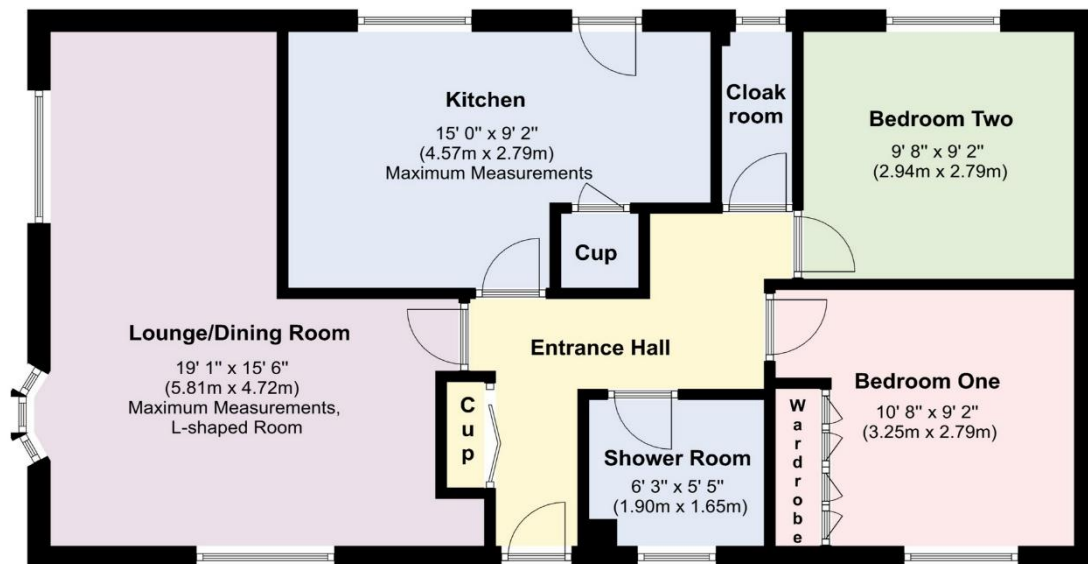 Kitchen
15' 0" x 9' 2"
(4.57m x 2.79m)
Maximum Measurements
Cloak
room
Bedroom Two
9' 8" x 9' 2"
(2.94m x 2.79m)
Cup
Lounge/Dining Room
19' 1" x 15' 6"
(5.81m x 4.72m)
Maximum Measurements,
L-shaped Room
Entrance Hall
Cup
Shower Room
6' 3" x 5' 5"
(1.90m x 1.65m)
Wardrobe
Bedroom One
10' 8" x 9' 2"
(3.25m x 2.79m)